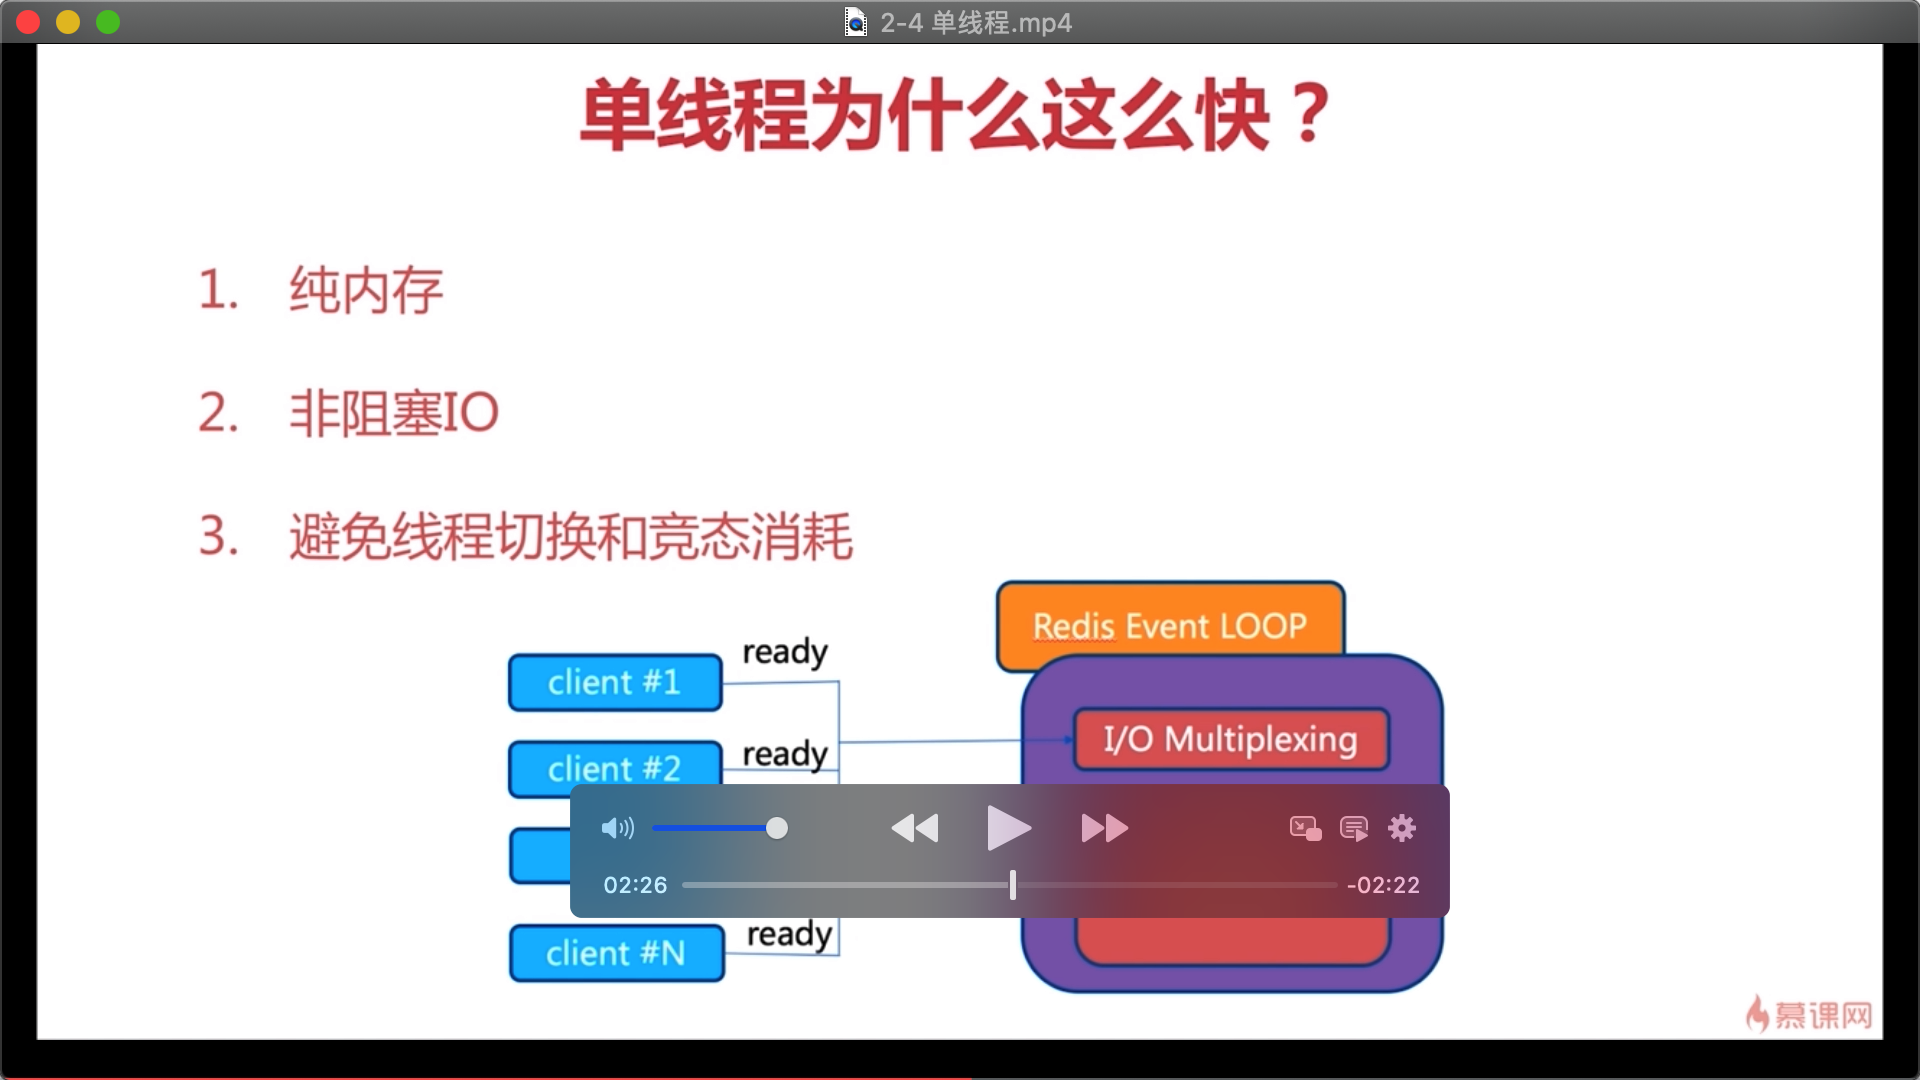 2-4 单线程.mp4
单线程为什么这么快？
1. 纯内存
2. 非阻塞IO
3. 避免线程切换和竞态消耗
Redis Event LOOP
ready
client #1
I/O Multiplexing
ready
client #2
02:26
-02:22
ready
client #N
慕课网